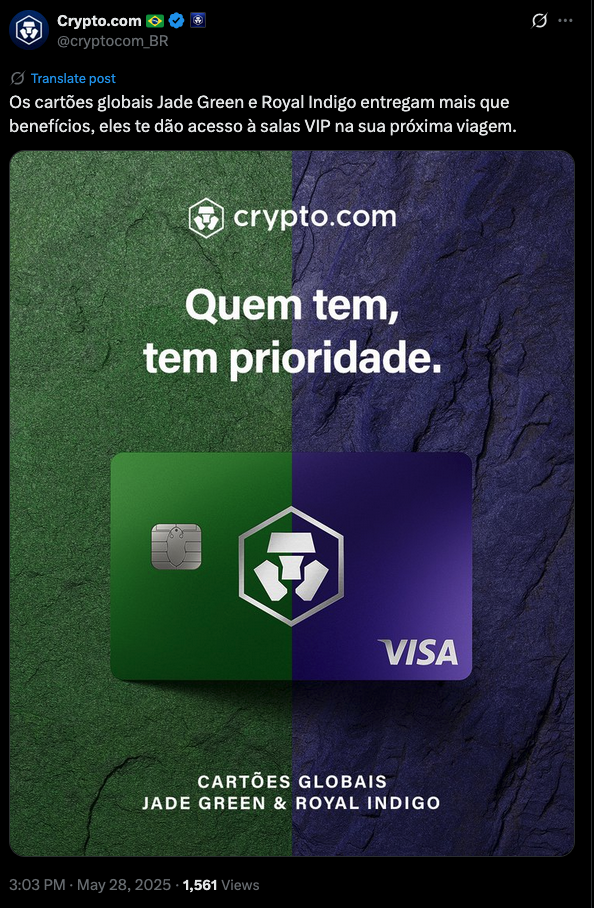 Crypto.com 🇧🇷
@cryptocom_BR
Translate post
Os cartões globais Jade Green e Royal Indigo entregam mais que
benefícios, eles te dão acesso à salas VIP na sua próxima viagem.
crypto.com
Quem tem,
tem prioridade.
VISA
CARTÕES GLOBAIS
JADE GREEN & ROYAL INDIGO
3:03 PM · May 28, 2025 · 1,561 Views